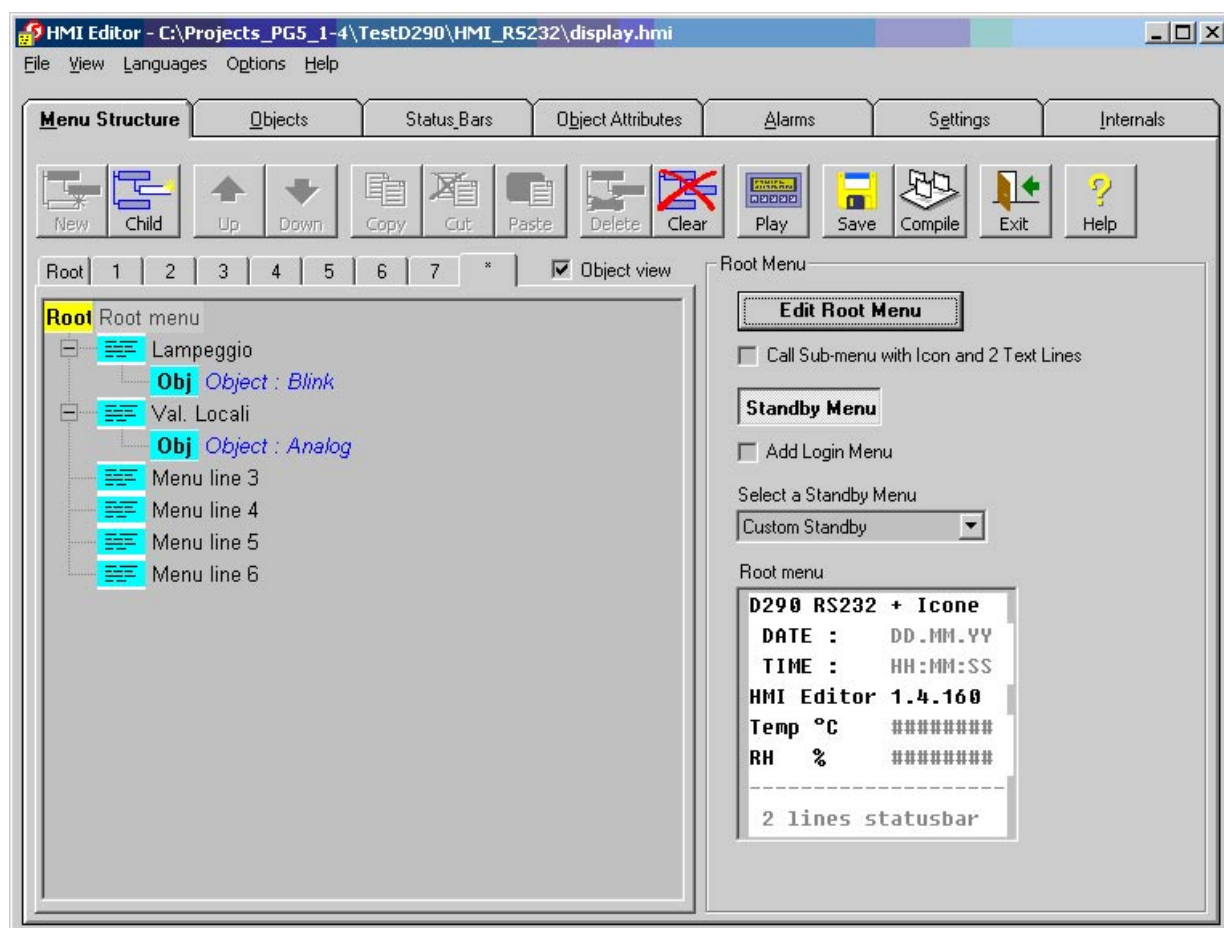 HMI Editor - C:\Projects_PG5_1-4\TestD290\HMI_RS232\display.hmi
File View Languages Options Help
Menu Structure Objects Status Bars Object Attributes Alarms Settings Internals
New Child Up Down Copy Cut Paste Delete Clear Play Save Compile Exit Help
Root 1 2 3 4 5 6 7 * Object view
Root Root menu
Lampeggio
Obj Object : Blink
Val. Locali
Obj Object : Analog
Menu line 3
Menu line 4
Menu line 5
Menu line 6
Root Menu
Edit Root Menu
Call Sub-menu with Icon and 2 Text Lines
Standby Menu
Add Login Menu
Select a Standby Menu
Custom Standby
Root menu
D290 RS232 + Icone
DATE : DD.MM.YY
TIME : HH:MM:SS
HMI Editor 1.4.160
Temp °C ########
RH % ########
--------------------
2 lines statusbar